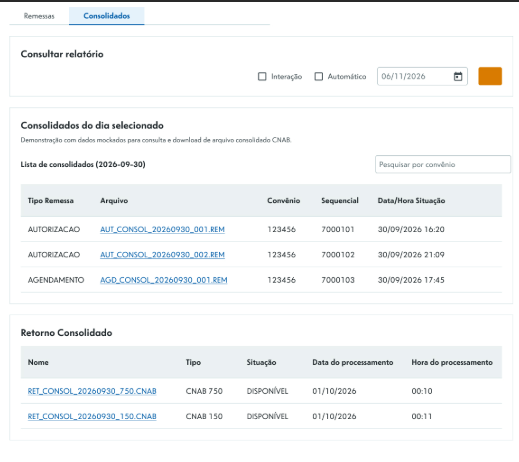 Remessas Consolidados
Consultar relatório
Interação Automático 06/11/2026
Consolidados do dia selecionado
Demonstração com dados mockados para consulta e download de arquivo consolidado CNAB.
Lista de consolidados (2026-09-30) Pesquisar por convênio
Tipo Remessa Arquivo Convênio Sequencial Data/Hora Situação
AUTORIZACAO AUT_CONSOL_20260930_001.REM 123456 7000101 30/09/2026 16:20
AUTORIZACAO AUT_CONSOL_20260930_002.REM 123456 7000102 30/09/2026 21:09
AGENDAMENTO AGD_CONSOL_20260930_001.REM 123456 7000103 30/09/2026 17:45
Retorno Consolidado
Nome Tipo Situação Data do processamento Hora do processamento
RET_CONSOL_20260930_750.CNAB CNAB 750 DISPONÍVEL 01/10/2026 00:10
RET_CONSOL_20260930_150.CNAB CNAB 150 DISPONÍVEL 01/10/2026 00:11